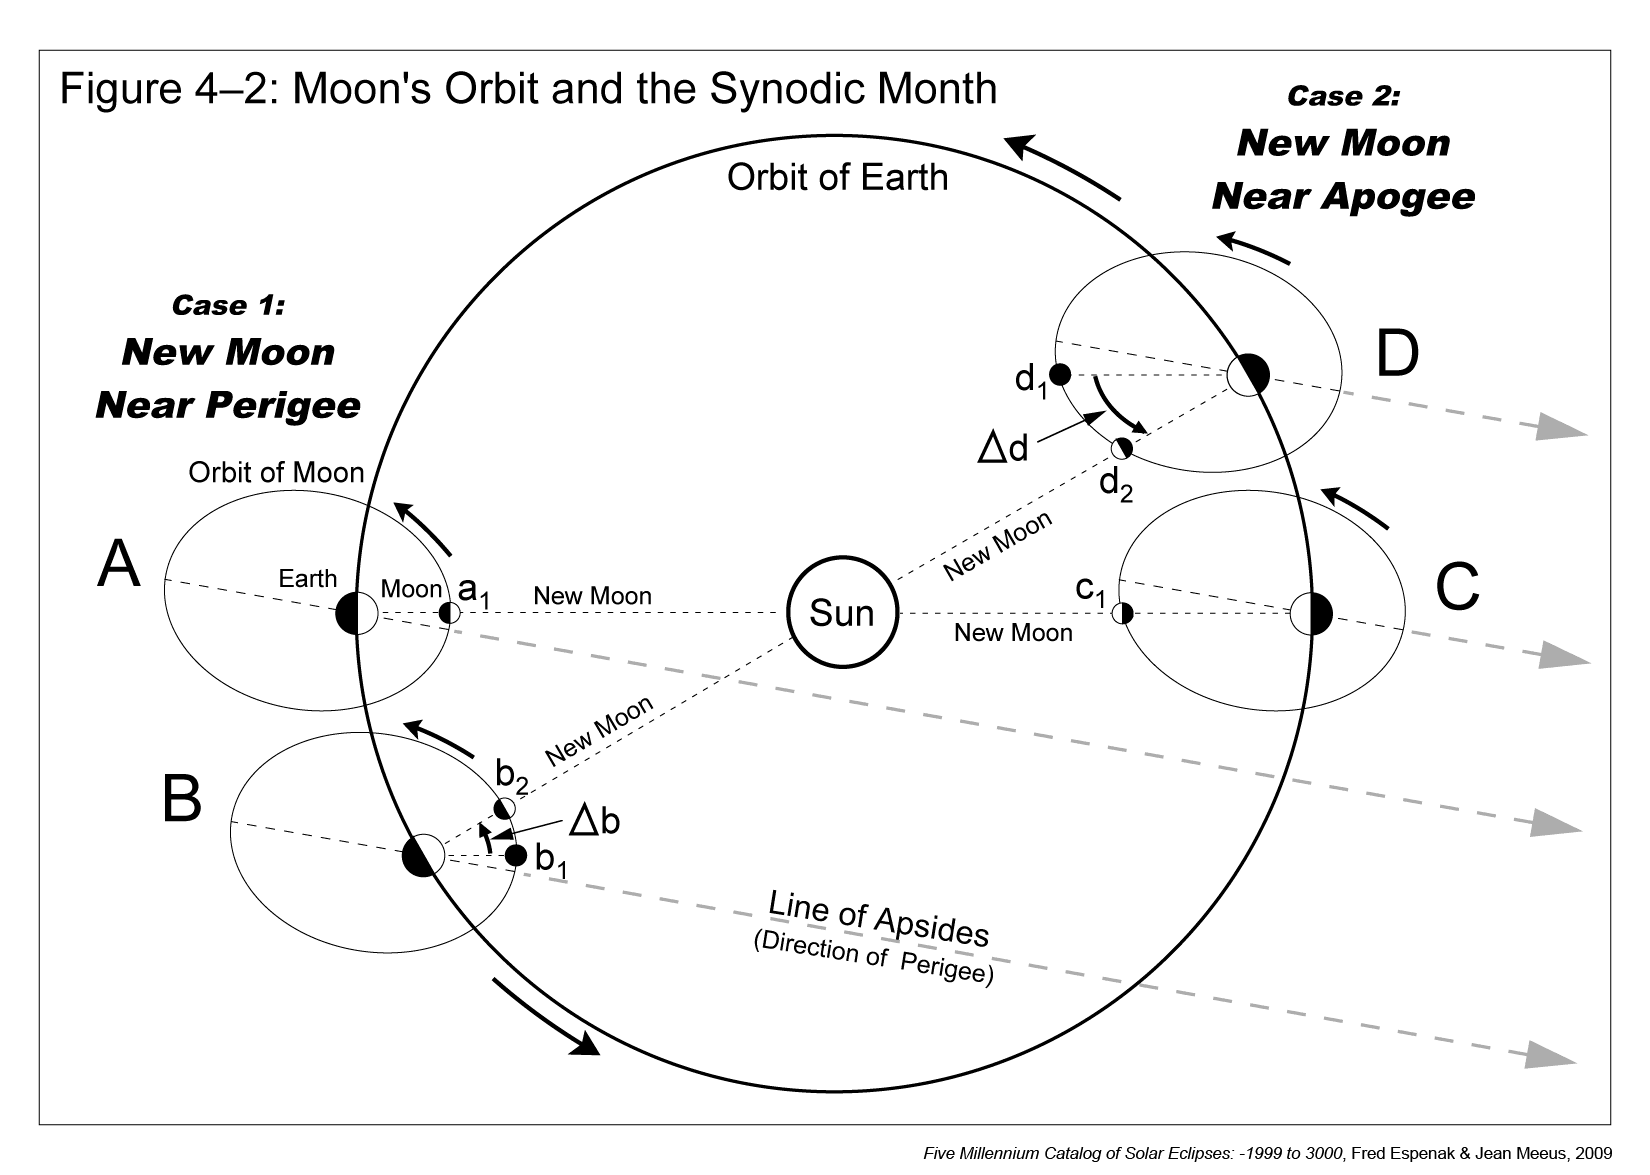 Figure 4–2: Moon's Orbit and the Synodic Month
Case 2:
New Moon
Near Apogee
Orbit of Earth
Case 1:
New Moon
Near Perigee
D
d1
Δd
d2
Orbit of Moon
New Moon
A
Earth
Moon
a1
New Moon
Sun
c1
New Moon
C
New Moon
B
b2
Δb
b1
Line of Apsides
(Direction of Perigee)
Five Millennium Catalog of Solar Eclipses: -1999 to 3000, Fred Espenak & Jean Meeus, 2009